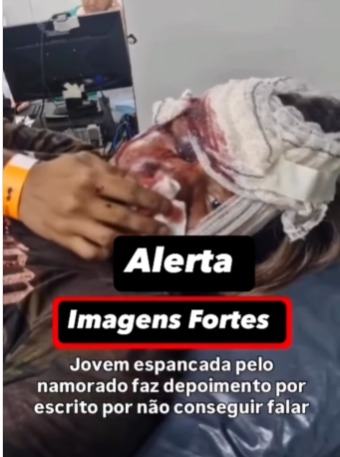 Alerta
Imagens Fortes
Jovem espancada pelo
namorado faz depoimento por
escrito por não conseguir falar